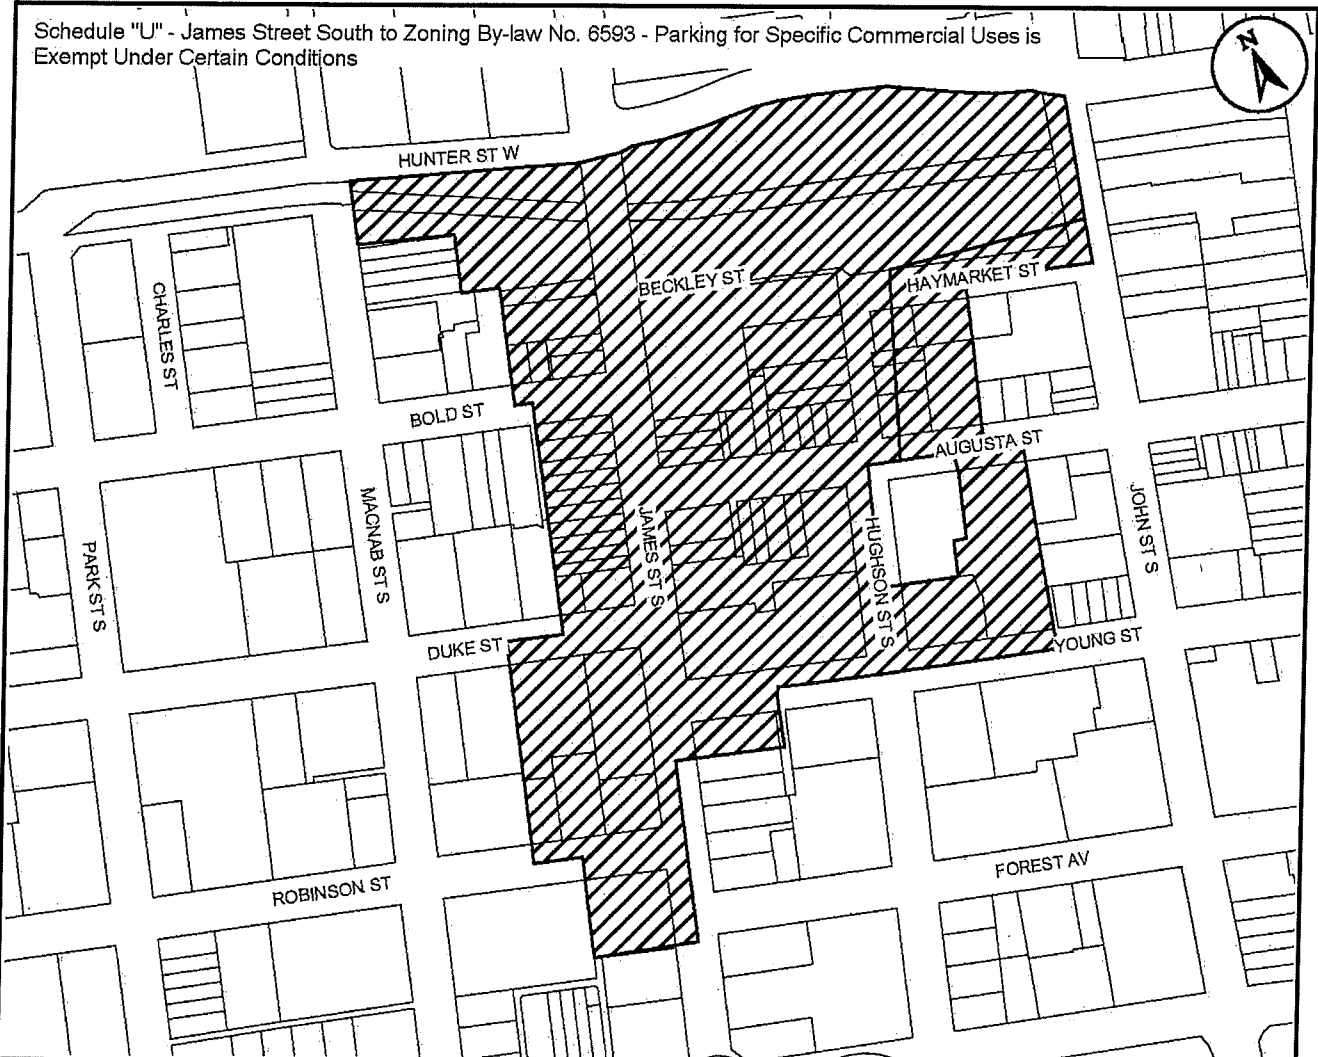 Schedule "U" - James Street South to Zoning By-law No. 6593 - Parking for Specific Commercial Uses is
Exempt Under Certain Conditions
N
HUNTER ST W
BECKLEY ST
HAYMARKET ST
CHARLES ST
BOLD ST
AUGUSTA ST
MACNAB ST S
JAMES ST S
HUGHSON ST S
JOHN ST S
PARK ST S
DUKE ST
YOUNG ST
FOREST AV
ROBINSON ST